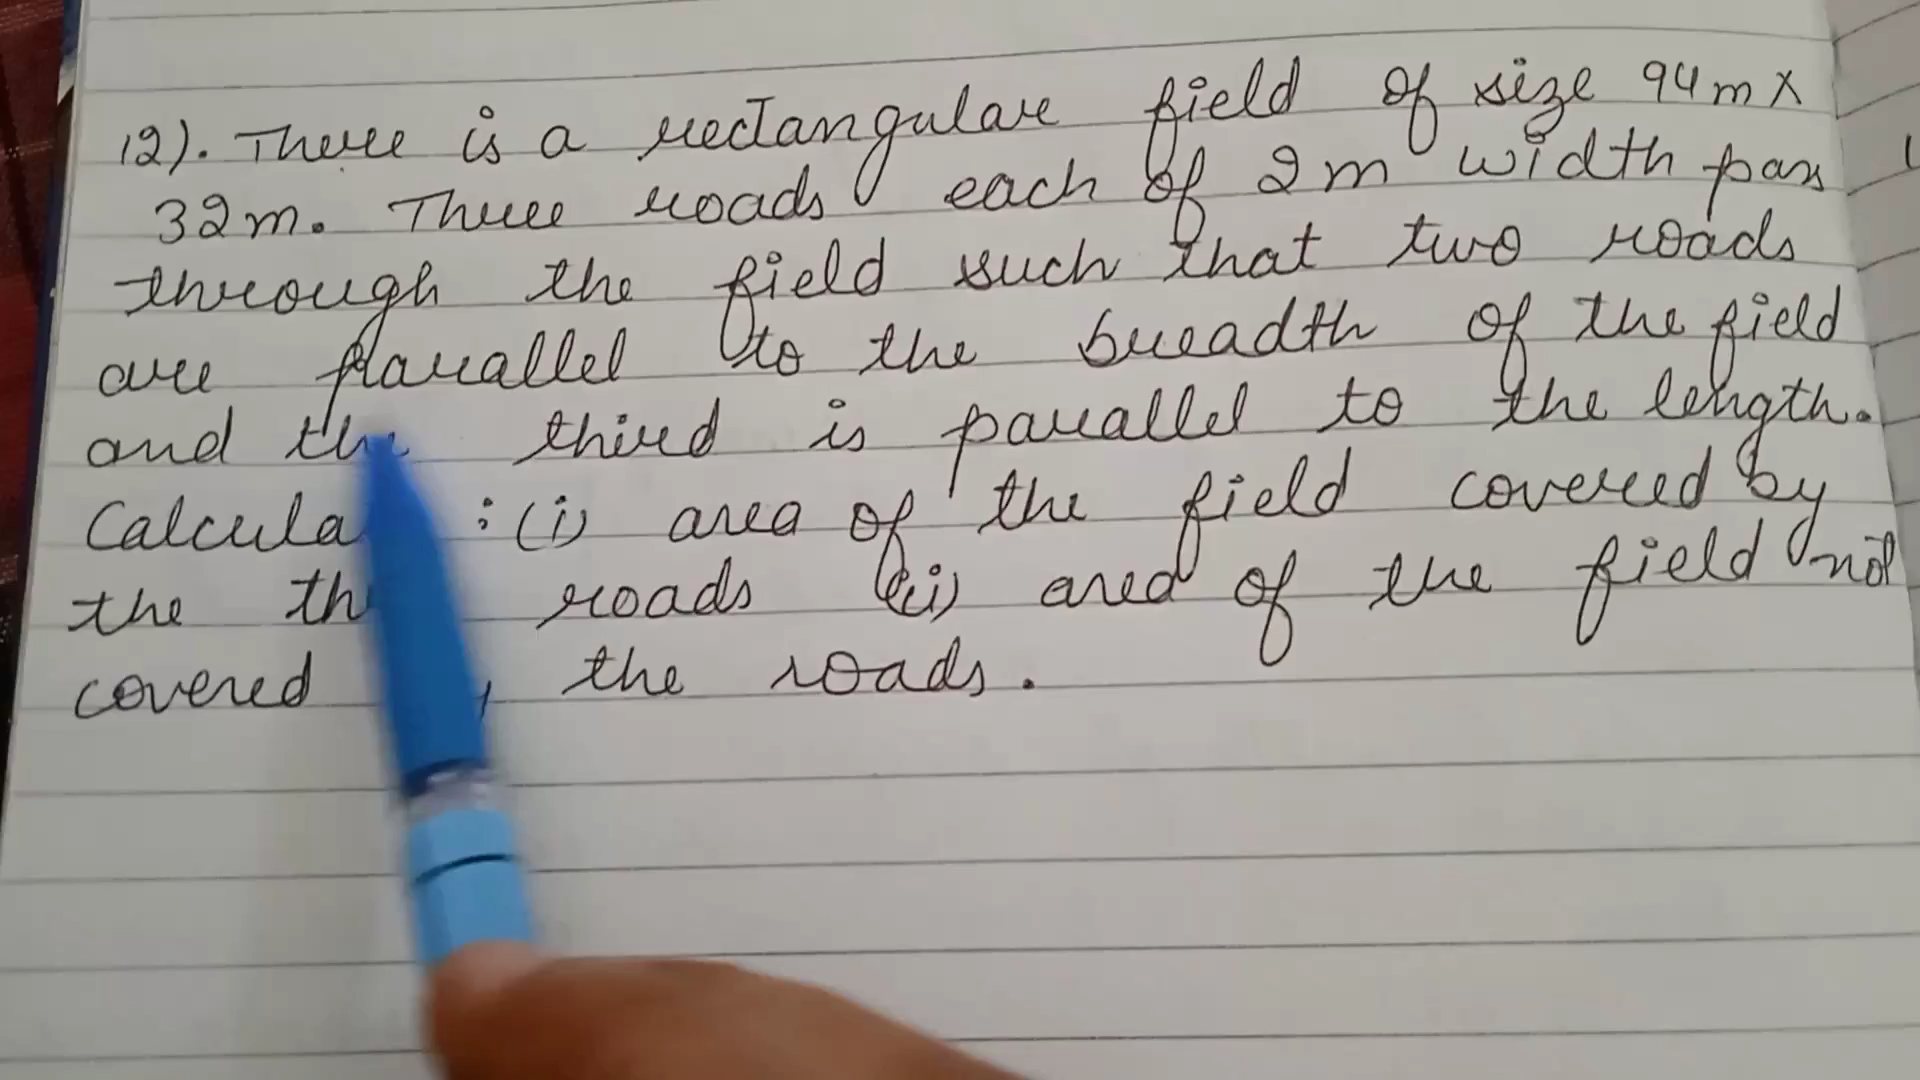 12). There is a rectangular field of size 94m x
32m. Three roads each of 2m width pass
through the field such that two roads
are parallel to the breadth of the field
and the third is parallel to the length.
Calcula : (i) area of the field covered by
the th roads (ii) area of the field not
covered the roads.